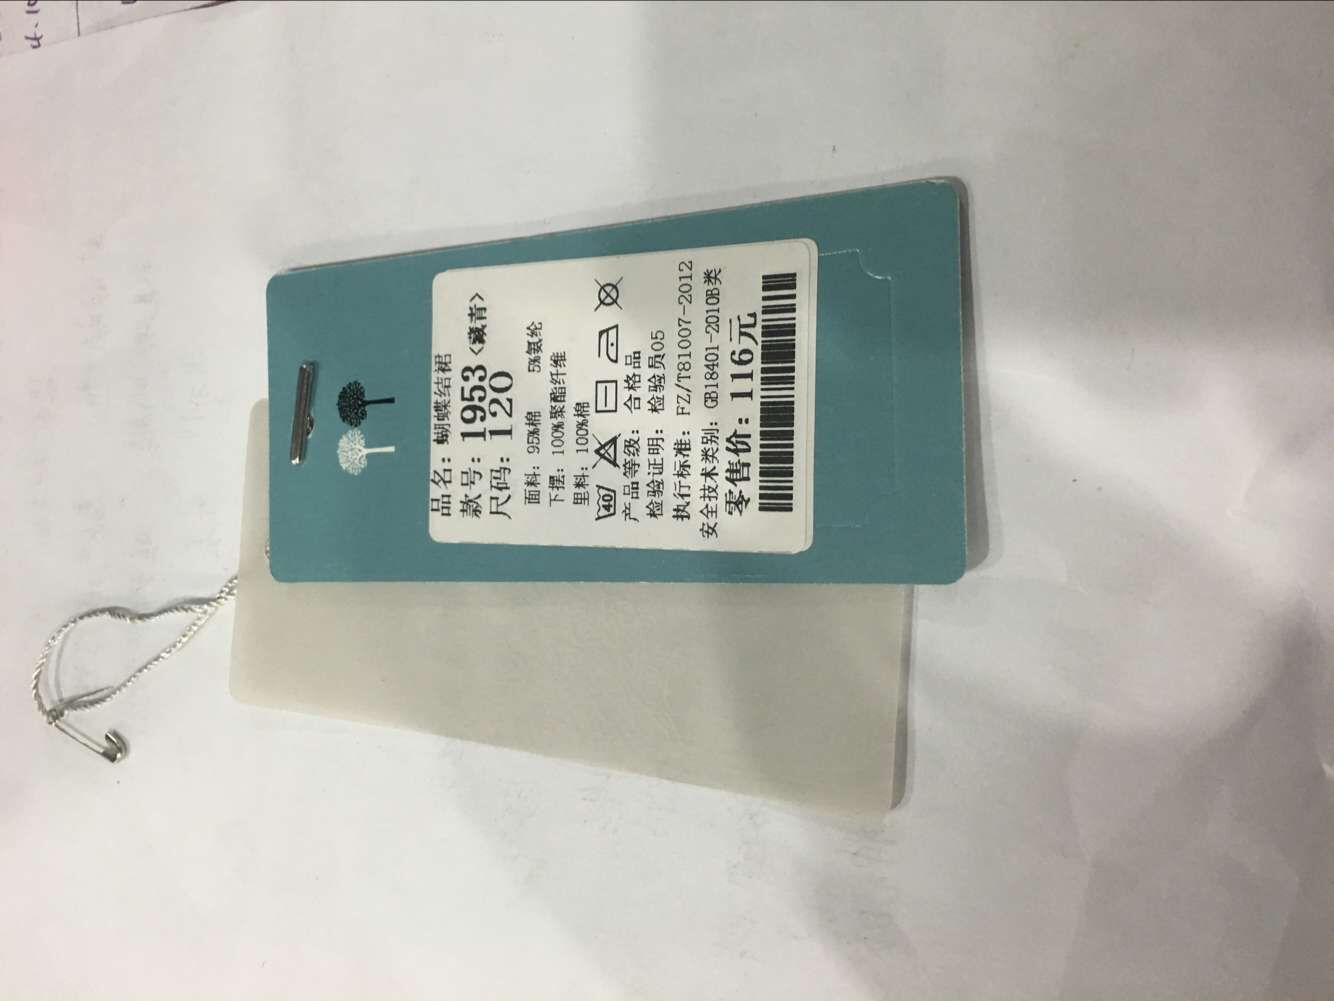 品名：蝴蝶结裙
款号：1953<藏青>
尺码：120
面料：95%棉 5%氨纶
下摆：100%聚酯纤维
里料：100%棉
40
产品等级：合格品
检验证明：检验员05
执行标准：FZ/T81007-2012
安全技术类别：GB18401-2010B类
零售价：116元